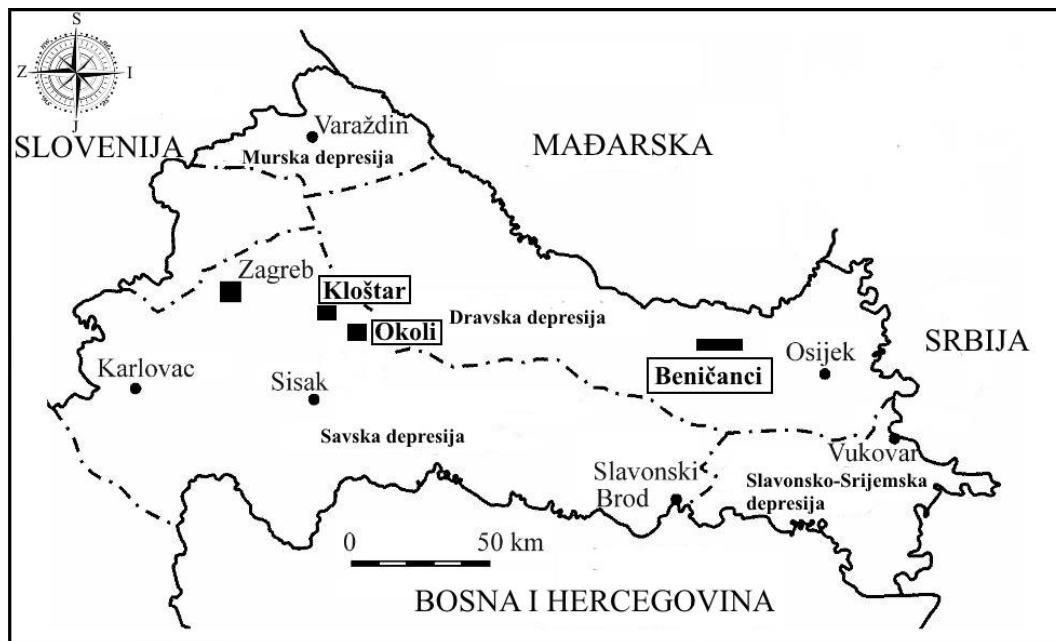 S
Z
I
J
SLOVENIJA
Varaždin
Murska depresija
MAĐARSKA
Zagreb
Kloštar
Okoli
Dravska depresija
SRBIJA
Karlovac
Sisak
Beničanci
Osijek
Savska depresija
Vukovar
Slavonski
Brod
Slavonsko-Srijemska
depresija
0 50 km
BOSNA I HERCEGOVINA